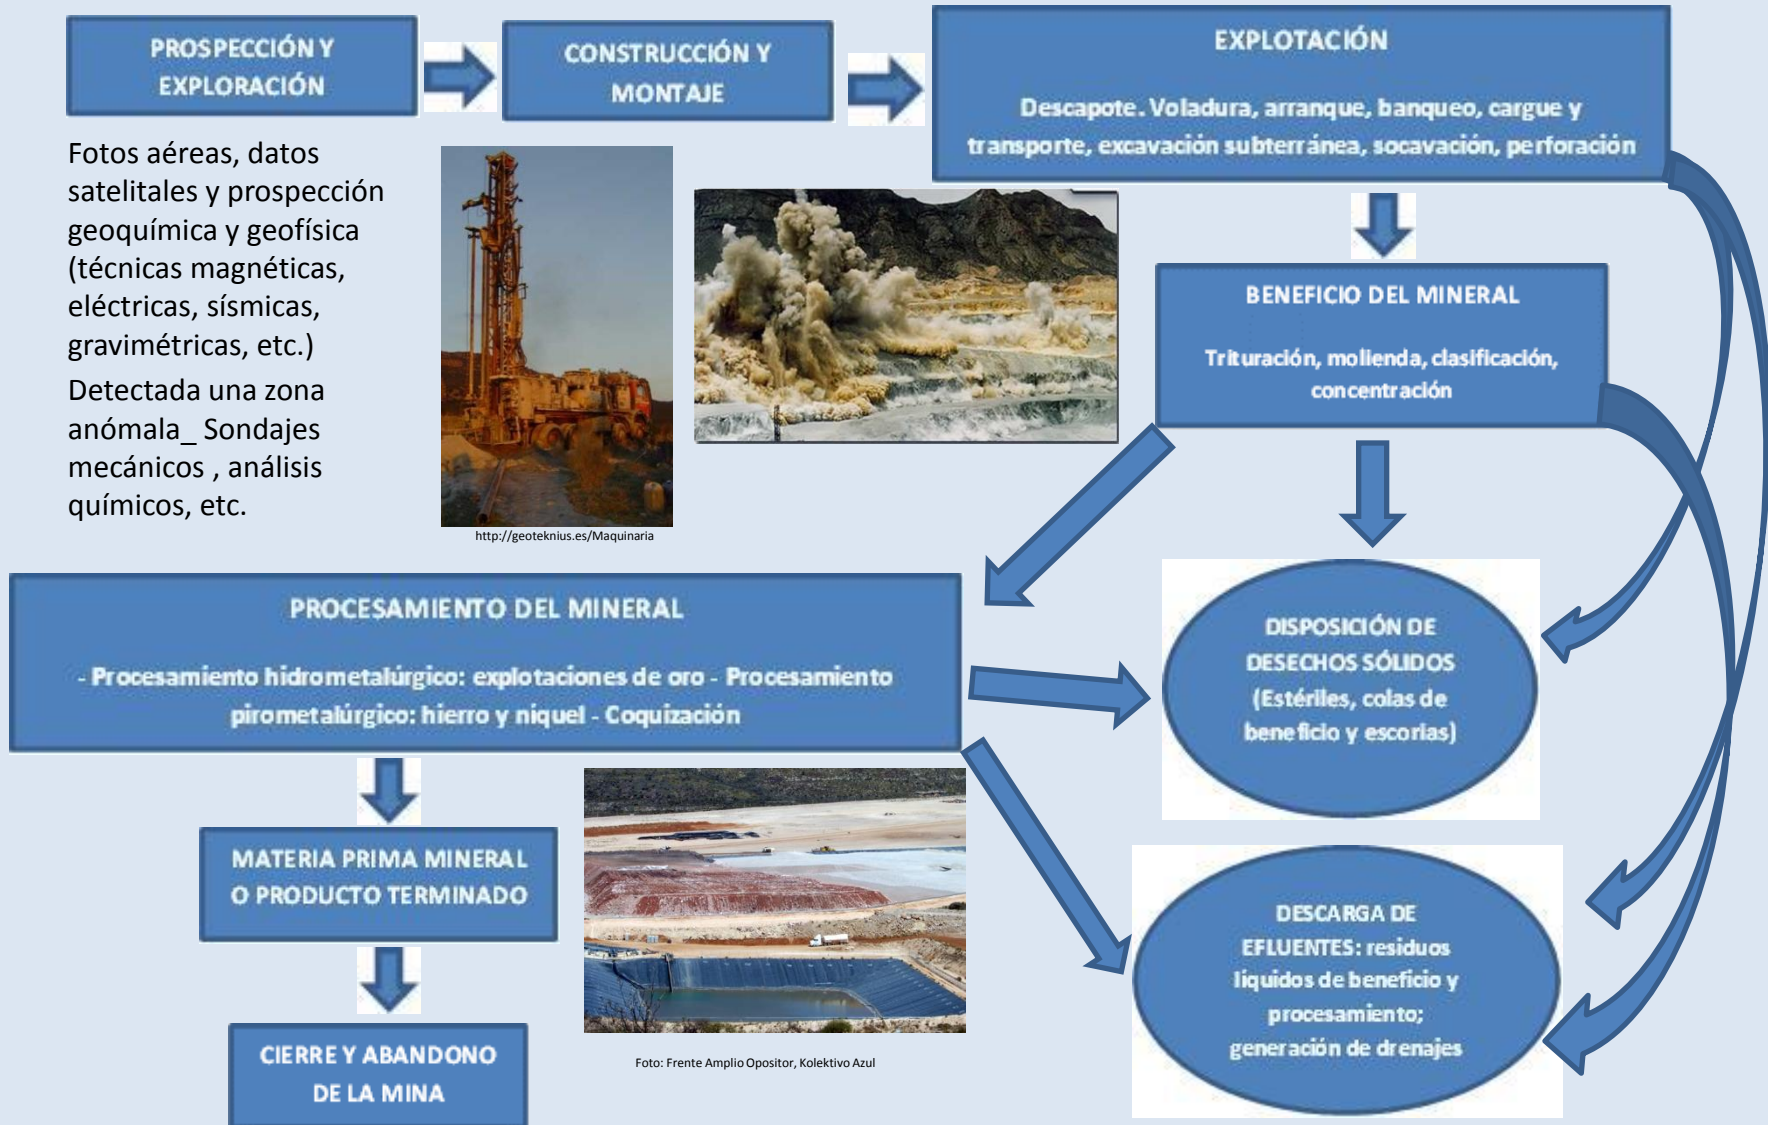 PROSPECCIÓN Y
EXPLORACIÓN
CONSTRUCCIÓN Y
MONTAJE
EXPLOTACIÓN
Descapote. Voladura, arranque, banqueo, cargue y
transporte, excavación subterránea, socavación, perforación
Fotos aéreas, datos
satelitales y prospección
geoquímica y geofísica
(técnicas magnéticas,
eléctricas, sísmicas,
gravimétricas, etc.)
Detectada una zona
anómala_ Sondajes
mecánicos , análisis
químicos, etc.
http://geoteknius.es/Maquinaria
BENEFICIO DEL MINERAL
Trituración, molienda, clasificación,
concentración
PROCESAMIENTO DEL MINERAL
- Procesamiento hidrometalúrgico: explotaciones de oro - Procesamiento
pirometalúrgico: hierro y níquel - Coquización
DISPOSICIÓN DE
DESECHOS SÓLIDOS
(Estériles, colas de
beneficio y escorias)
MATERIA PRIMA MINERAL
O PRODUCTO TERMINADO
DESCARGA DE
EFLUENTES: residuos
líquidos de beneficio y
procesamiento;
generación de drenajes
CIERRE Y ABANDONO
DE LA MINA
Foto: Frente Amplio Opositor, Kolektivo Azul